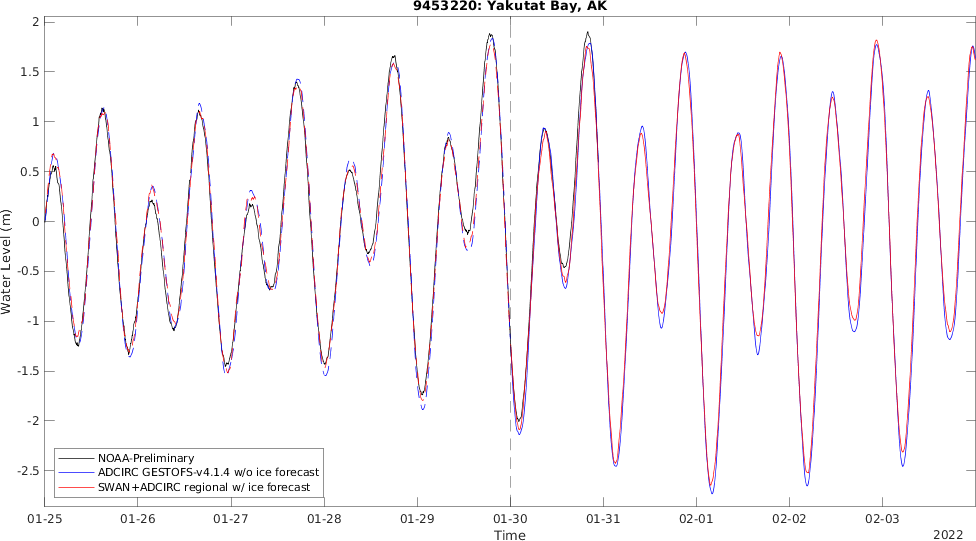 9453220: Yakutat Bay, AK
2
1.5
1
0.5
0
-0.5
-1
-1.5
-2
-2.5
Water Level (m)
NOAA-Preliminary
ADCIRC GESTOFS-v4.1.4 w/o ice forecast
SWAN+ADCIRC regional w/ ice forecast
01-25 01-26 01-27 01-28 01-29 01-30 01-31 02-01 02-02 02-03
Time
2022